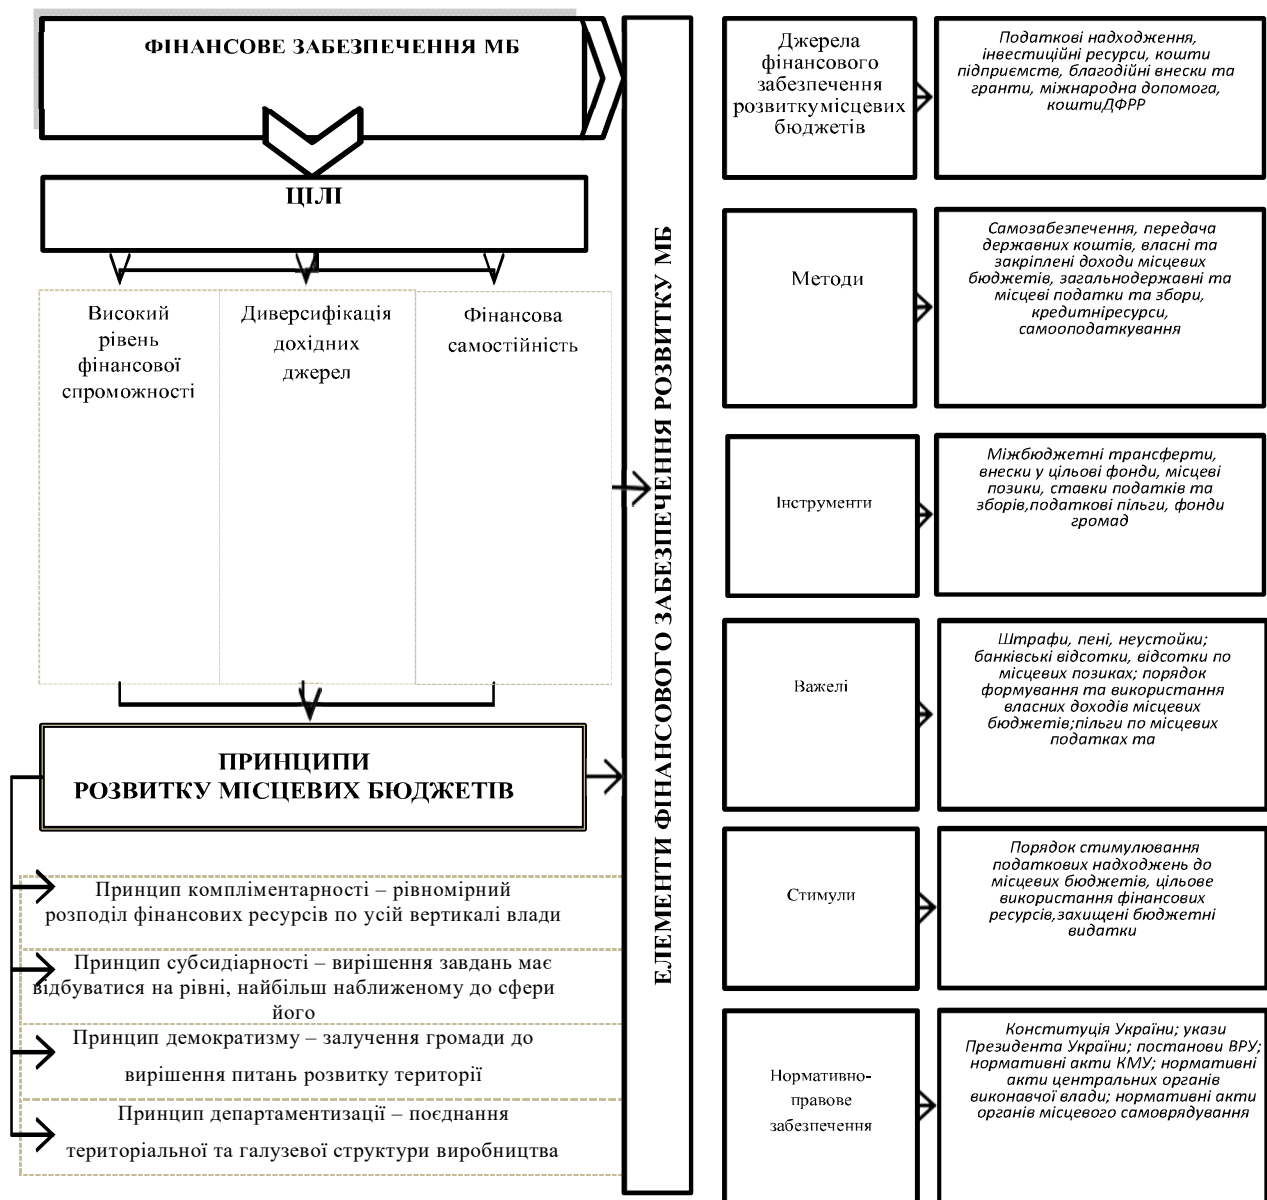 ФІНАНСОВЕ ЗАБЕЗПЕЧЕННЯ МБ
ЦІЛІ
Високий
рівень
фінансової
спроможності
Диверсифікація
дохідних
джерел
Фінансова
самостійність
ПРИНЦИПИ
РОЗВИТКУ МІСЦЕВИХ БЮДЖЕТІВ
Принцип компліментарності – рівномірний
розподіл фінансових ресурсів по усій вертикалі влади
Принцип субсидіарності – вирішення завдань має
відбуватися на рівні, найбільш наближеному до сфери
його
Принцип демократизму – залучення громади до
вирішення питань розвитку території
Принцип департаментизації – поєднання
територіальної та галузевої структури виробництва
ЕЛЕМЕНТИ ФІНАНСОВОГО ЗАБЕЗПЕЧЕННЯ РОЗВИТКУ МБ
Джерела
фінансового
забезпечення
розвиткумісцевих
бюджетів
Податкові надходження,
інвестиційні ресурси, кошти
підприємств, благодійні внески та
гранти, міжнародна допомога,
коштиДФРР
Методи
Самозабезпечення, передача
державних коштів, власні та
закріплені доходи місцевих
бюджетів, загальнодержавні та
місцеві податки та збори,
кредитніресурси,
самооподаткування
Інструменти
Міжбюджетні трансферти,
внески у цільові фонди, місцеві
позики, ставки податків та
зборів,податкові пільги, фонди
громад
Важелі
Штрафи, пені, неустойки;
банківські відсотки, відсотки по
місцевих позиках; порядок
формування та використання
власних доходів місцевих
бюджетів;пільги по місцевих
податках та
Стимули
Порядок стимулювання
податкових надходжень до
місцевих бюджетів, цільове
використання фінансових
ресурсів,захищені бюджетні
видатки
Нормативно-
правове
забезпечення
Конституція України; укази
Президента України; постанови ВРУ;
нормативні акти КМУ; нормативні
акти центральних органів
виконавчої влади; нормативні акти
органів місцевого самоврядування